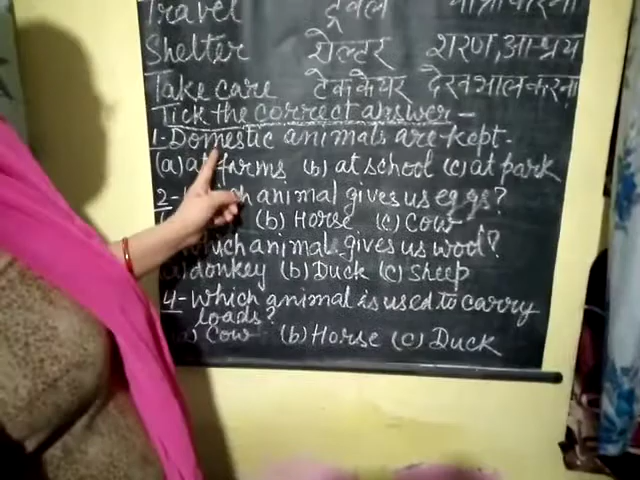 Travel ट्रेवल
Shelter शेल्टर शरण, आश्रय
Take care टेक केयर देखभाल करना
Tick the correct answer -
1- Domestic animals are kept-
(a) at farms (b) at school (c) at park
2- Which animal gives us eggs?
(b) Horse (c) Cow
Which animal gives us wool?
(a) donkey (b) Duck (c) Sheep
4- Which animal is used to carry
loads?
(a) Cow (b) Horse (c) Duck